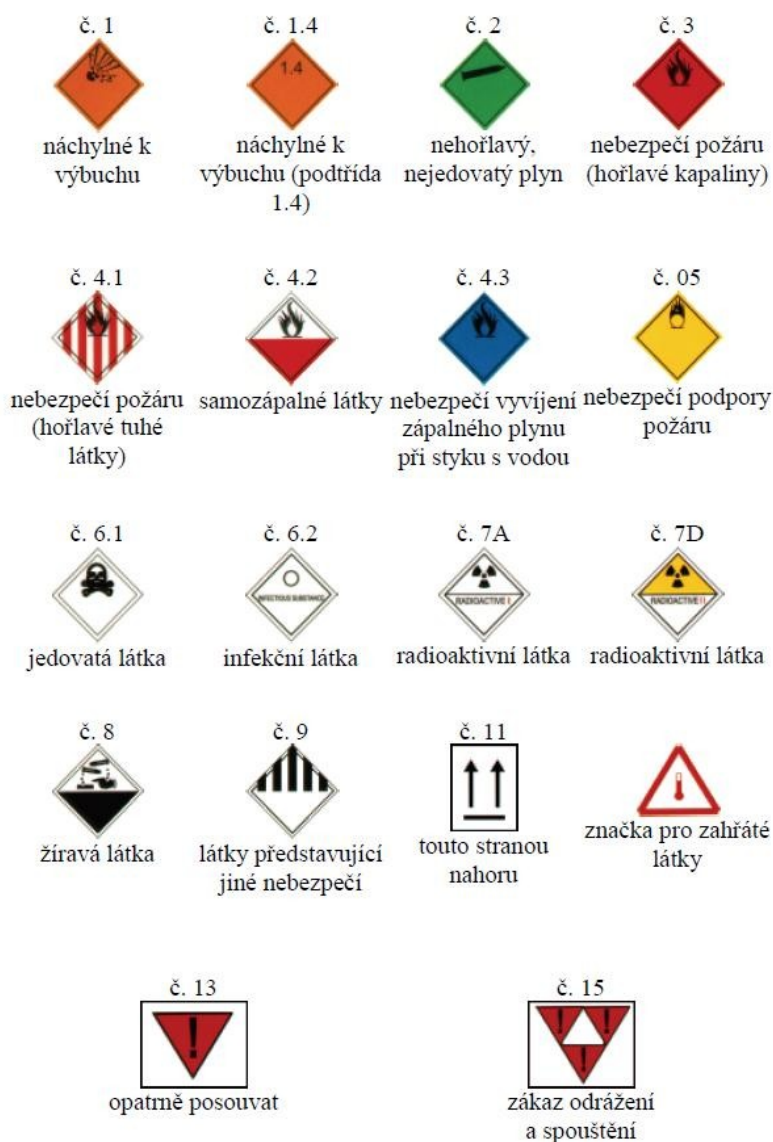 č. 1
č. 1.4
č. 2
č. 3
1.4
náchylné k
výbuchu
náchylné k
výbuchu (podtřída
1.4)
nehořlavý,
nejedovatý plyn
nebezpečí požáru
(hořlavé kapaliny)
č. 4.1
č. 4.2
č. 4.3
č. 05
nebezpečí požáru
(hořlavé tuhé
látky)
samozápalné látky
nebezpečí vyvíjení
zápalného plynu
při styku s vodou
nebezpečí podpory
požáru
č. 6.1
č. 6.2
č. 7A
č. 7D
INFECTIOUS SUBSTANCE
RADIOACTIVE I
RADIOACTIVE II
jedovatá látka
infekční látka
radioaktivní látka
radioaktivní látka
č. 8
č. 9
č. 11
žíravá látka
látky představující
jiné nebezpečí
touto stranou
nahoru
značka pro zahřáté
látky
č. 13
č. 15
!
! !
!
opatrně posouvat
zákaz odrážení
a spouštění